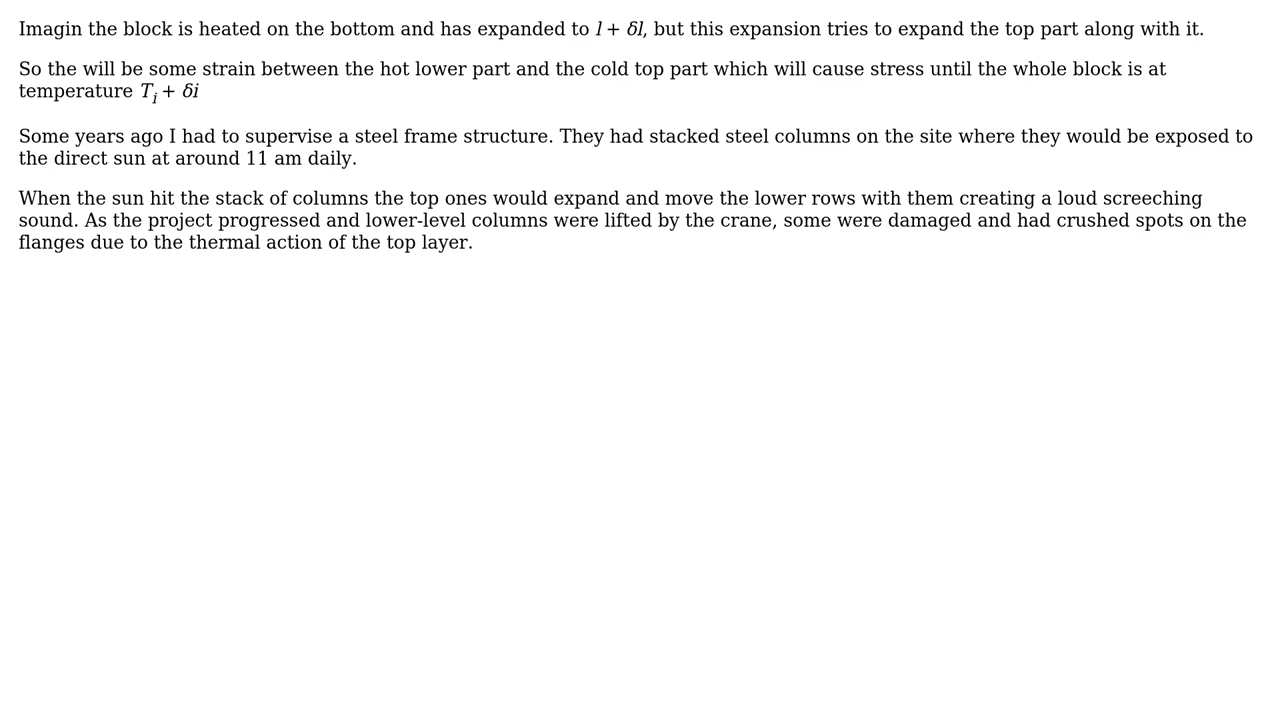 Imagin the block is heated on the bottom and has expanded to l + δl, but this expansion tries to expand the top part along with it.
So the will be some strain between the hot lower part and the cold top part which will cause stress until the whole block is at
temperature T_i + δi
Some years ago I had to supervise a steel frame structure. They had stacked steel columns on the site where they would be exposed to
the direct sun at around 11 am daily.
When the sun hit the stack of columns the top ones would expand and move the lower rows with them creating a loud screeching
sound. As the project progressed and lower-level columns were lifted by the crane, some were damaged and had crushed spots on the
flanges due to the thermal action of the top layer.